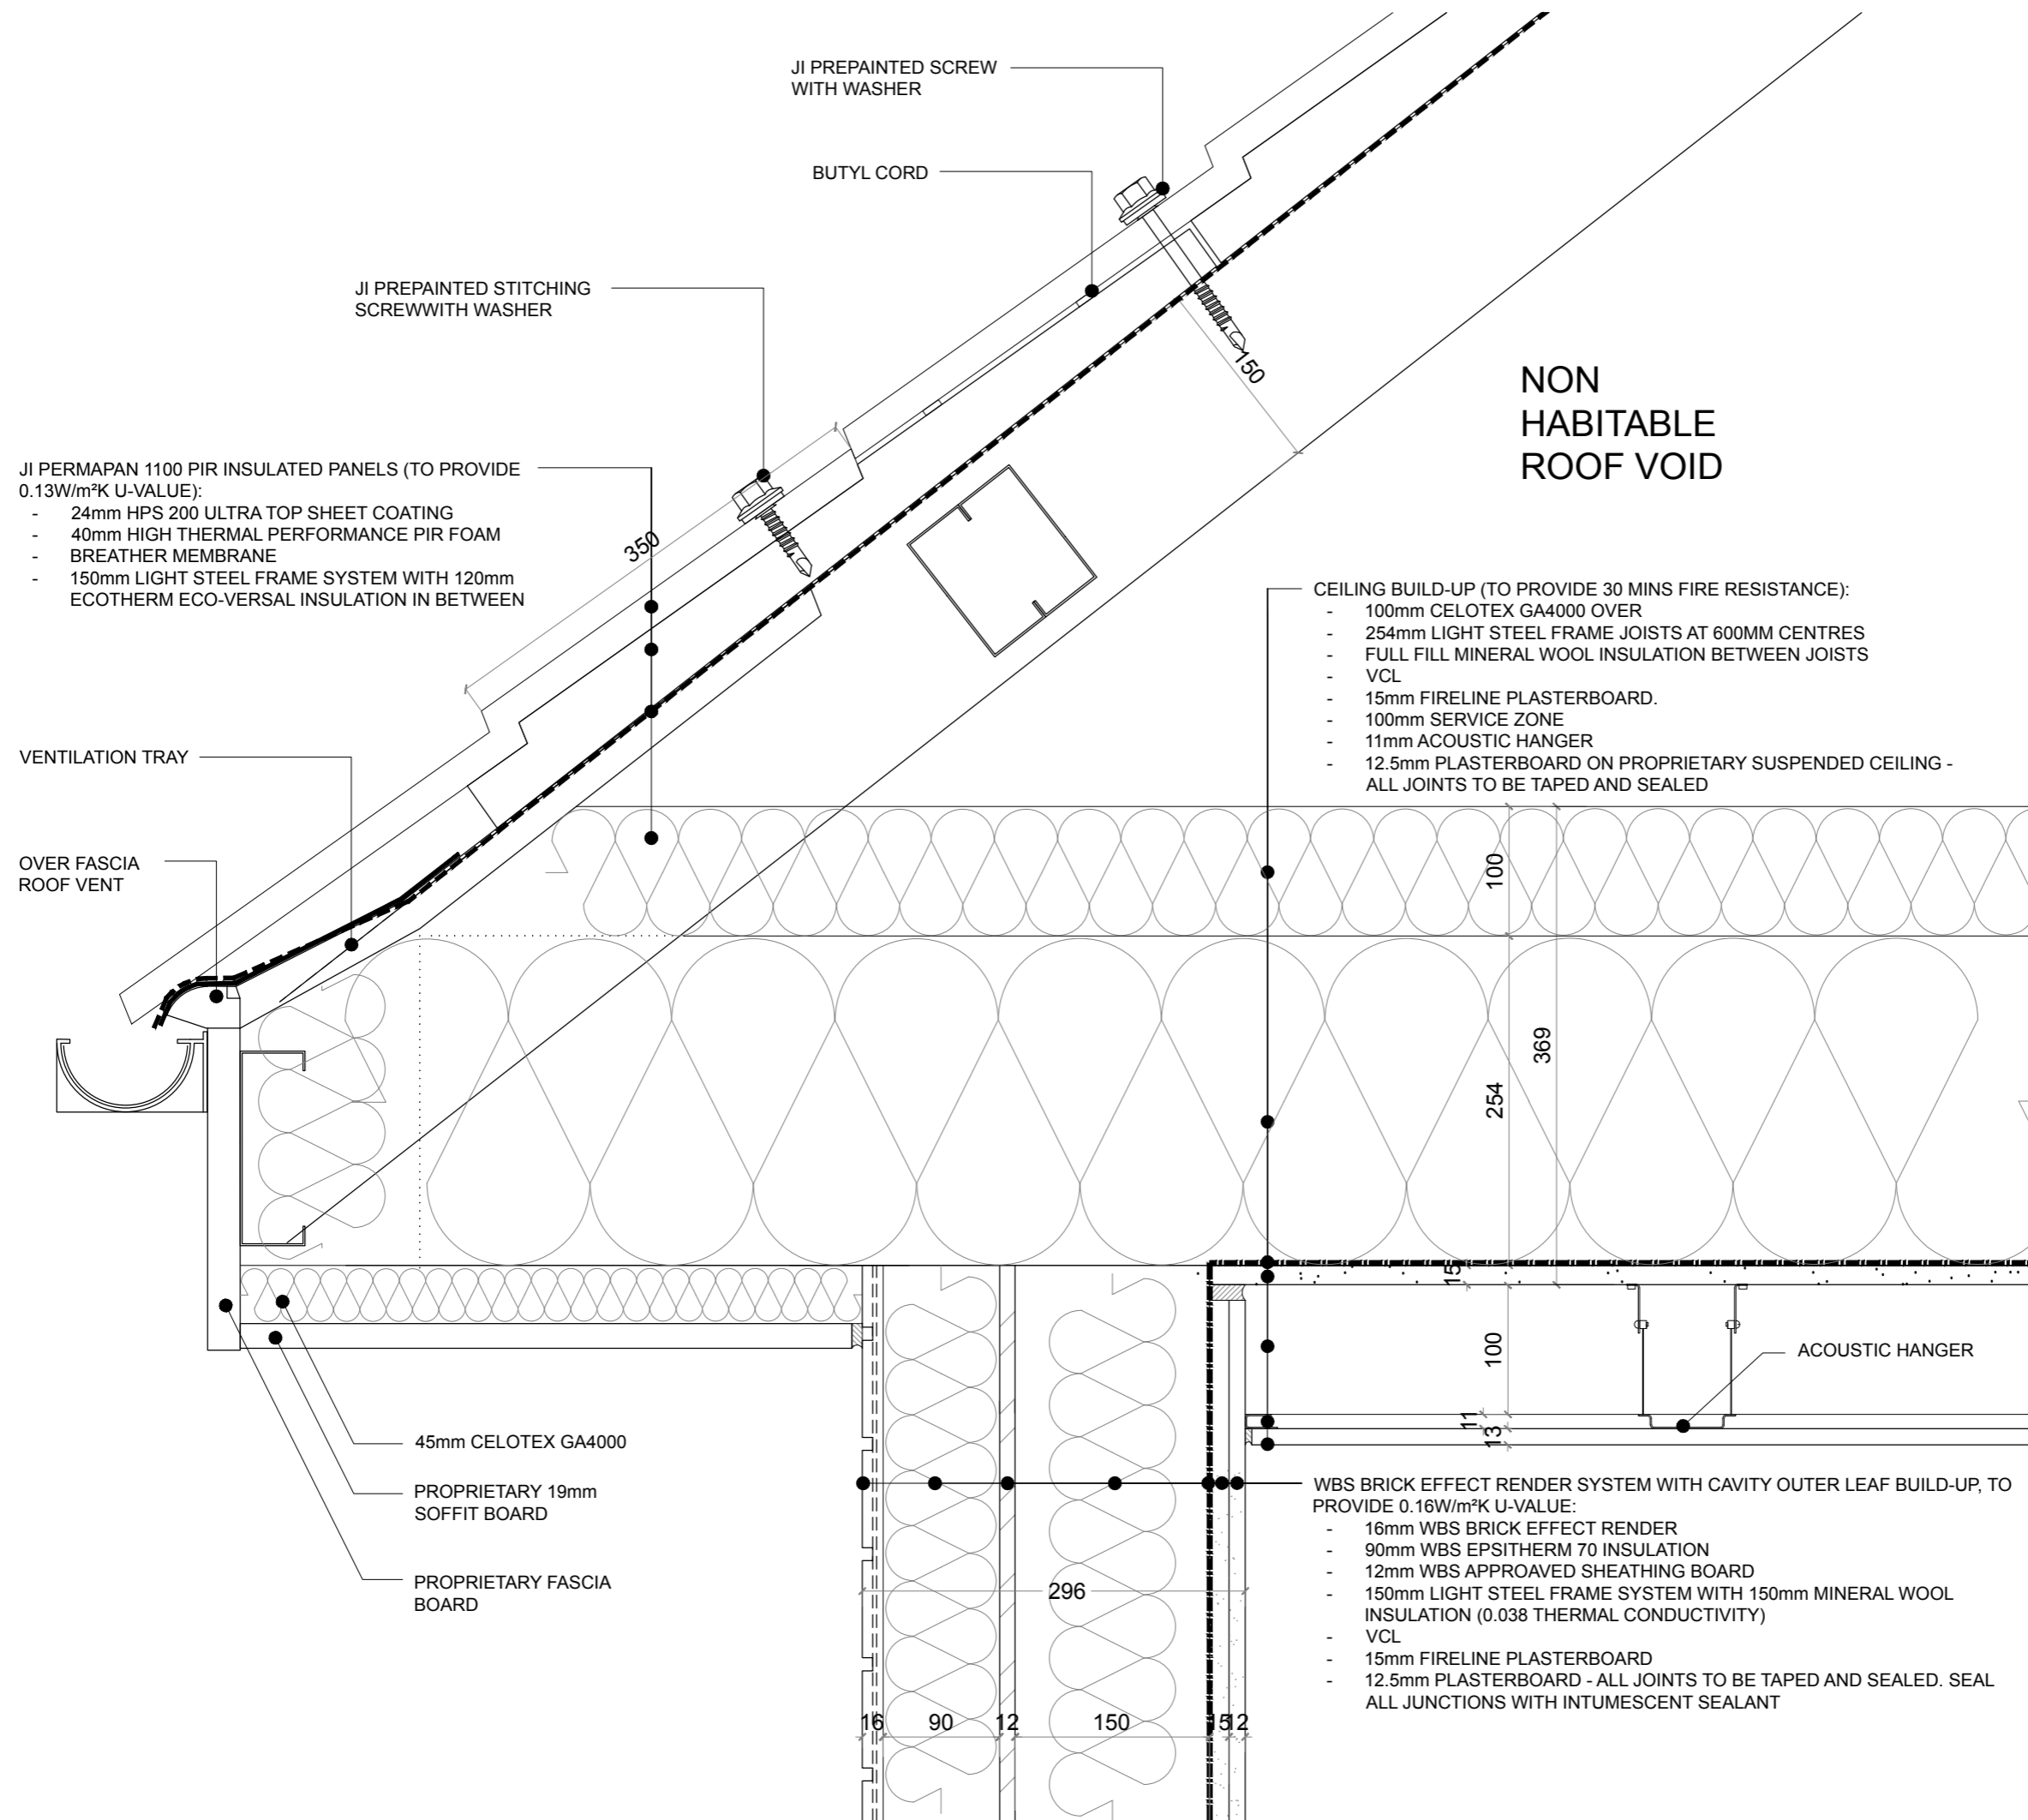 JI PREPAINTED SCREW
WITH WASHER
BUTYL CORD
JI PREPAINTED STITCHING
SCREWWITH WASHER
150
NON
HABITABLE
ROOF VOID
JI PERMAPAN 1100 PIR INSULATED PANELS (TO PROVIDE
0.13W/m²K U-VALUE):
- 24mm HPS 200 ULTRA TOP SHEET COATING
- 40mm HIGH THERMAL PERFORMANCE PIR FOAM
- BREATHER MEMBRANE
- 150mm LIGHT STEEL FRAME SYSTEM WITH 120mm
ECOTHERM ECO-VERSAL INSULATION IN BETWEEN
350
CEILING BUILD-UP (TO PROVIDE 30 MINS FIRE RESISTANCE):
- 100mm CELOTEX GA4000 OVER
- 254mm LIGHT STEEL FRAME JOISTS AT 600MM CENTRES
- FULL FILL MINERAL WOOL INSULATION BETWEEN JOISTS
- VCL
- 15mm FIRELINE PLASTERBOARD.
- 100mm SERVICE ZONE
- 11mm ACOUSTIC HANGER
- 12.5mm PLASTERBOARD ON PROPRIETARY SUSPENDED CEILING -
ALL JOINTS TO BE TAPED AND SEALED
VENTILATION TRAY
OVER FASCIA
ROOF VENT
100
369
254
15
100
ACOUSTIC HANGER
11
13
45mm CELOTEX GA4000
PROPRIETARY 19mm
SOFFIT BOARD
PROPRIETARY FASCIA
BOARD
WBS BRICK EFFECT RENDER SYSTEM WITH CAVITY OUTER LEAF BUILD-UP, TO
PROVIDE 0.16W/m²K U-VALUE:
- 16mm WBS BRICK EFFECT RENDER
- 90mm WBS EPSITHERM 70 INSULATION
- 12mm WBS APPROAVED SHEATHING BOARD
- 150mm LIGHT STEEL FRAME SYSTEM WITH 150mm MINERAL WOOL
INSULATION (0.038 THERMAL CONDUCTIVITY)
- VCL
- 15mm FIRELINE PLASTERBOARD
- 12.5mm PLASTERBOARD - ALL JOINTS TO BE TAPED AND SEALED. SEAL
ALL JUNCTIONS WITH INTUMESCENT SEALANT
296
16 90 12 150 15 12